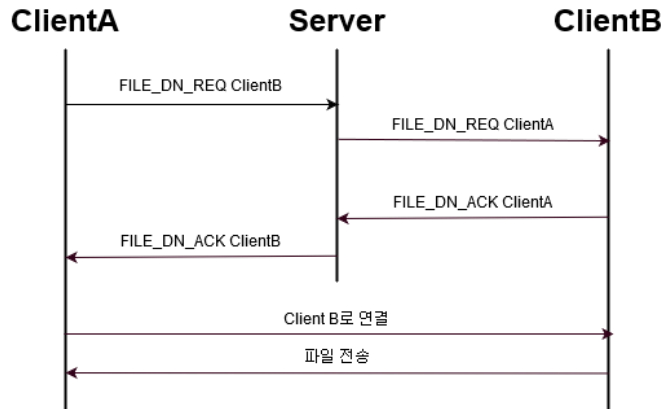 ClientA
Server
ClientB
FILE_DN_REQ ClientB
FILE_DN_REQ ClientA
FILE_DN_ACK ClientA
FILE_DN_ACK ClientB
Client B로 연결
파일 전송